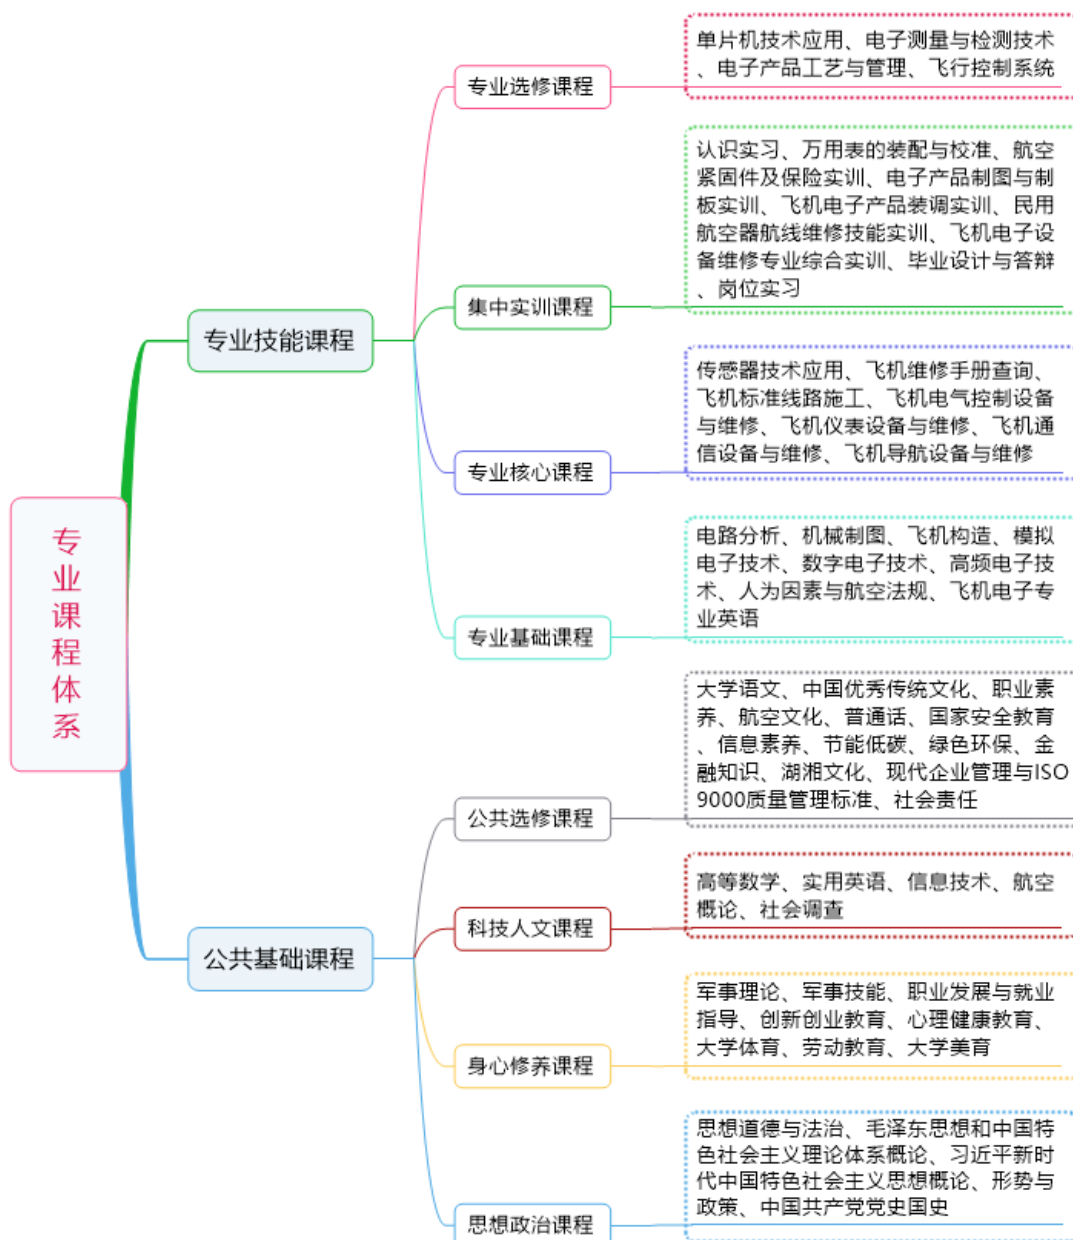 专业课程体系
专业技能课程
专业选修课程
单片机技术应用、电子测量与检测技术
、电子产品工艺与管理、飞行控制系统
集中实训课程
认识实习、万用表的装配与校准、航空
紧固件及保险实训、电子产品制图与制
板实训、飞机电子产品装调实训、民用
航空器航线维修技能实训、飞机电子设
备维修专业综合实训、毕业设计与答辩
、岗位实习
专业核心课程
传感器技术应用、飞机维修手册查询、
飞机标准线路施工、飞机电气控制设备
与维修、飞机仪表设备与维修、飞机通
信设备与维修、飞机导航设备与维修
专业基础课程
电路分析、机械制图、飞机构造、模拟
电子技术、数字电子技术、高频电子技
术、人为因素与航空法规、飞机电子专
业英语
公共基础课程
公共选修课程
大学语文、中国优秀传统文化、职业素
养、航空文化、普通话、国家安全教育
、信息素养、节能低碳、绿色环保、金
融知识、湖湘文化、现代企业管理与ISO
9000质量管理标准、社会责任
科技人文课程
高等数学、实用英语、信息技术、航空
概论、社会调查
身心修养课程
军事理论、军事技能、职业发展与就业
指导、创新创业教育、心理健康教育、
大学体育、劳动教育、大学美育
思想政治课程
思想道德与法治、毛泽东思想和中国特
色社会主义理论体系概论、习近平新时
代中国特色社会主义思想概论、形势与
政策、中国共产党党史国史